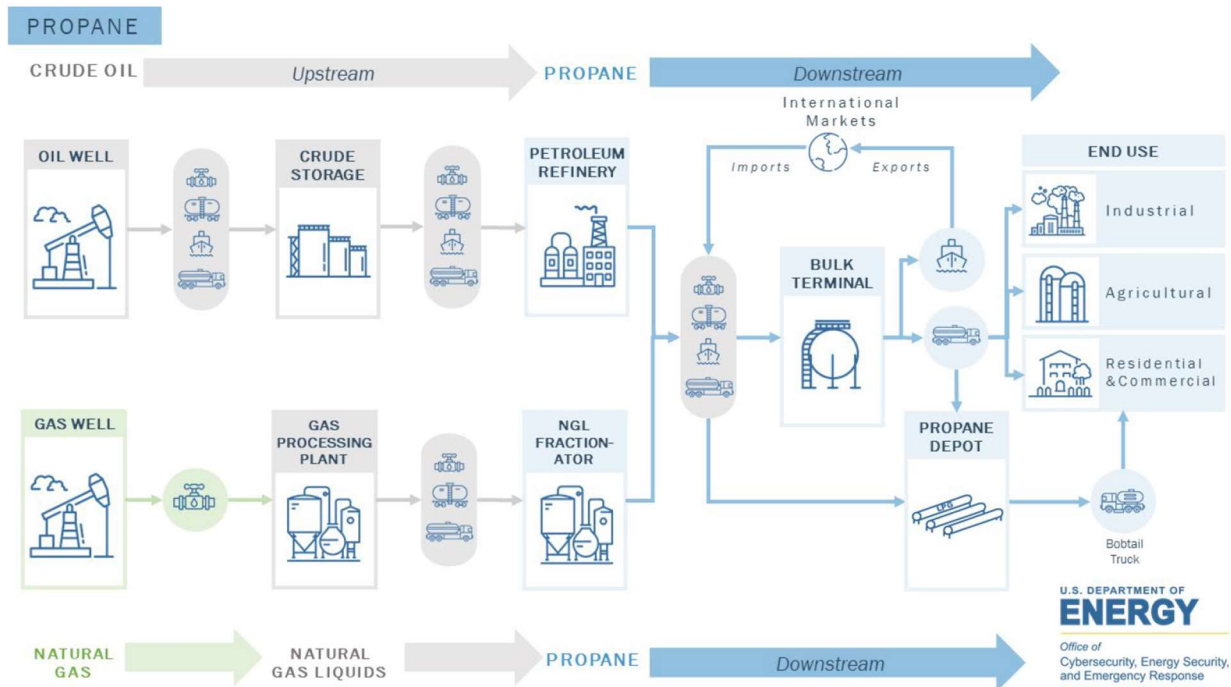 PROPANE
CRUDE OIL
Upstream
PROPANE
Downstream
International
Markets
Imports
Exports
OIL WELL
CRUDE
STORAGE
PETROLEUM
REFINERY
BULK
TERMINAL
END USE
Industrial
Agricultural
Residential
&Commercial
GAS WELL
GAS
PROCESSING
PLANT
NGL
FRACTION-
ATOR
PROPANE
DEPOT
Bobtail
Truck
NATURAL
GAS
NATURAL
GAS LIQUIDS
PROPANE
Downstream
U.S. DEPARTMENT OF
ENERGY
Office of
Cybersecurity, Energy Security,
and Emergency Response